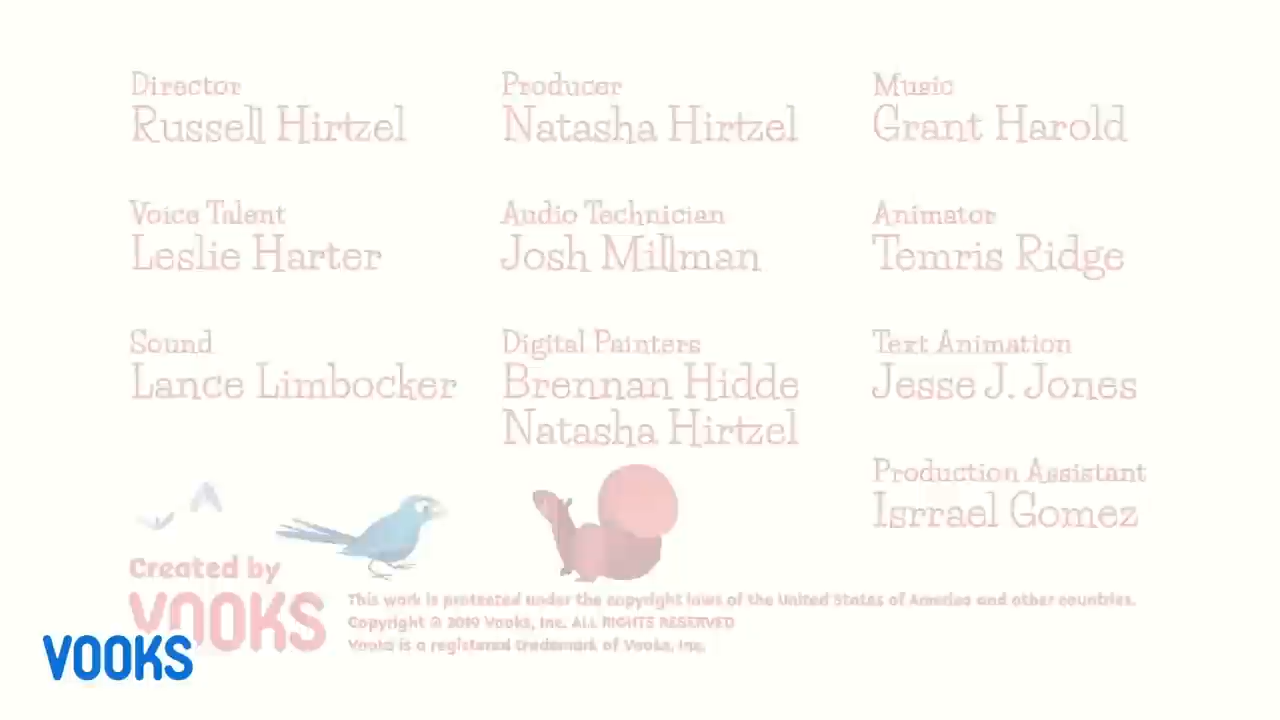 Director
Russell Hirtzel
Producer
Natasha Hirtzel
Music
Grant Harold
Voice Talent
Leslie Harter
Audio Technician
Josh Millman
Animator
Temris Ridge
Sound
Lance Limbocker
Digital Painters
Brennan Hidde
Natasha Hirtzel
Text Animation
Jesse J. Jones
Production Assistant
Isrrael Gomez
Created by
VOOKS
This work is protected under the copyright laws of the United States of America and other countries.
Copyright © 2019 Vooks, Inc. ALL RIGHTS RESERVED
Vooks is a registered trademark of Vooks, Inc.
VOOKS